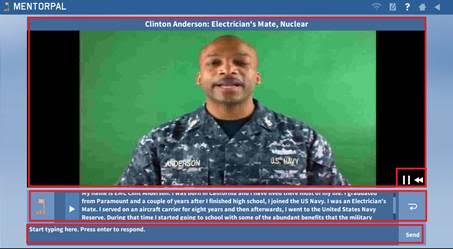 MENTORPAL
Clinton Anderson: Electrician's Mate, Nuclear
ANDERSON
U.S. NAVY
My name is EMC Clint Anderson. I was born in California and I have lived there most of my life. I graduated
from Paramount and a couple of years after I finished high school, I joined the US Navy. I was an Electrician's
Mate. I served on an aircraft carrier for eight years and then afterwards, I went to the United States Navy
Reserve. During that time I started going to school with some of the abundant benefits that the military
Start typing here. Press enter to respond.
Send